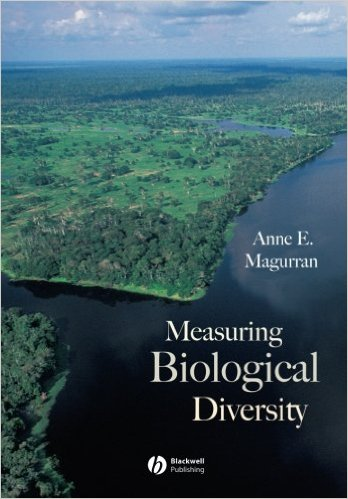 Anne E.
Magurran
Measuring
Biological
Diversity
Blackwell
Publishing